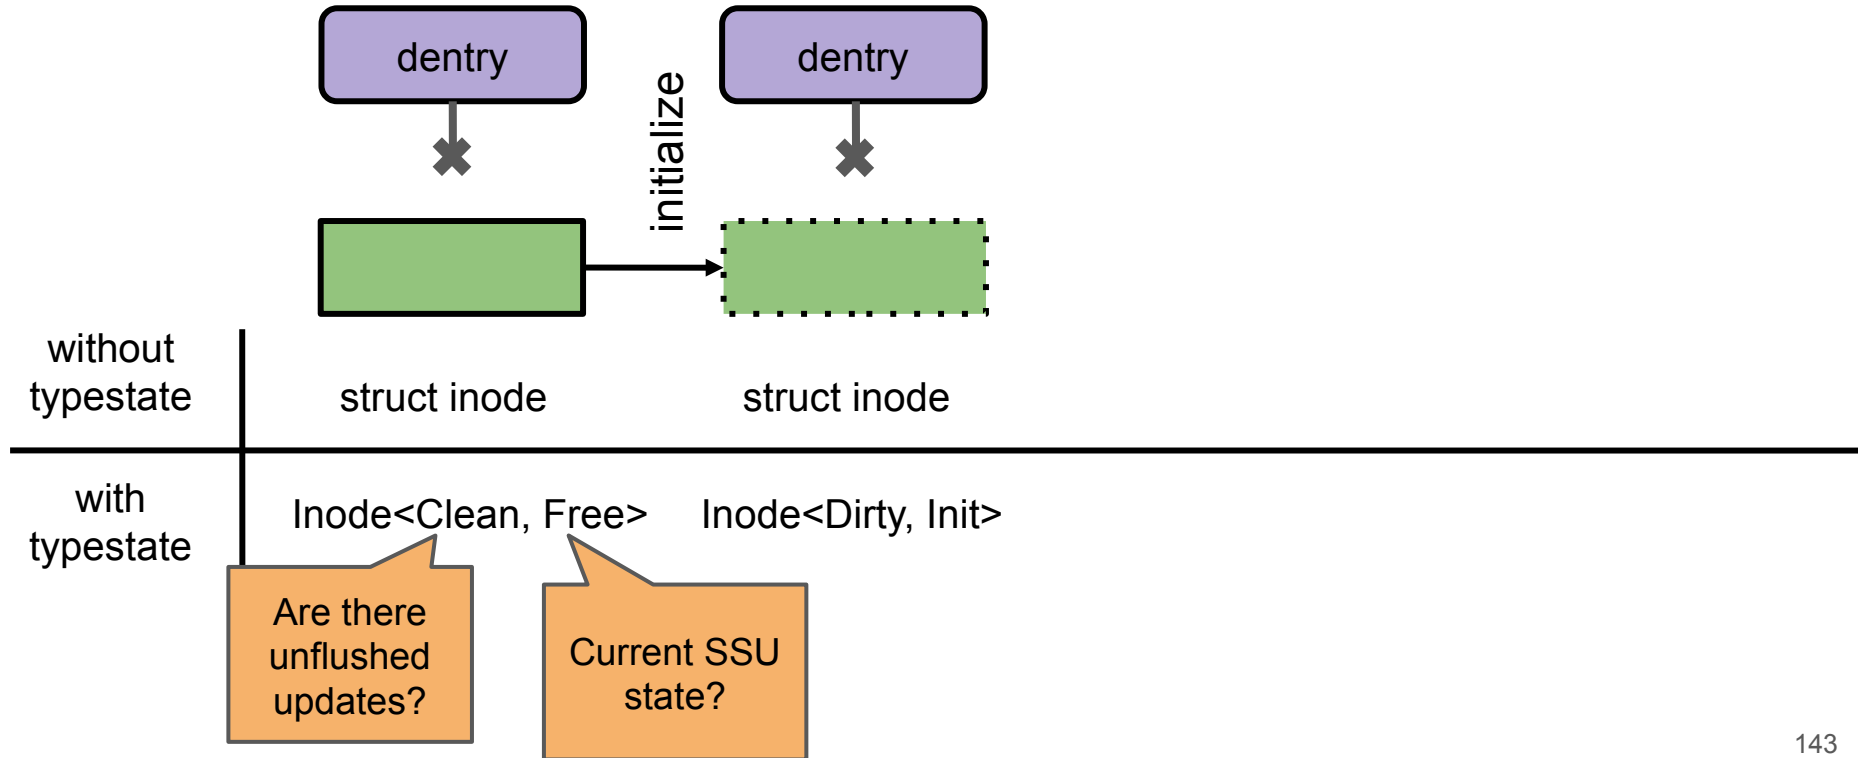 dentry
dentry
initialize
without
typestate
struct inode
struct inode
with
typestate
Inode<Clean, Free>
Inode<Dirty, Init>
Are there
unflushed
updates?
Current SSU
state?
143